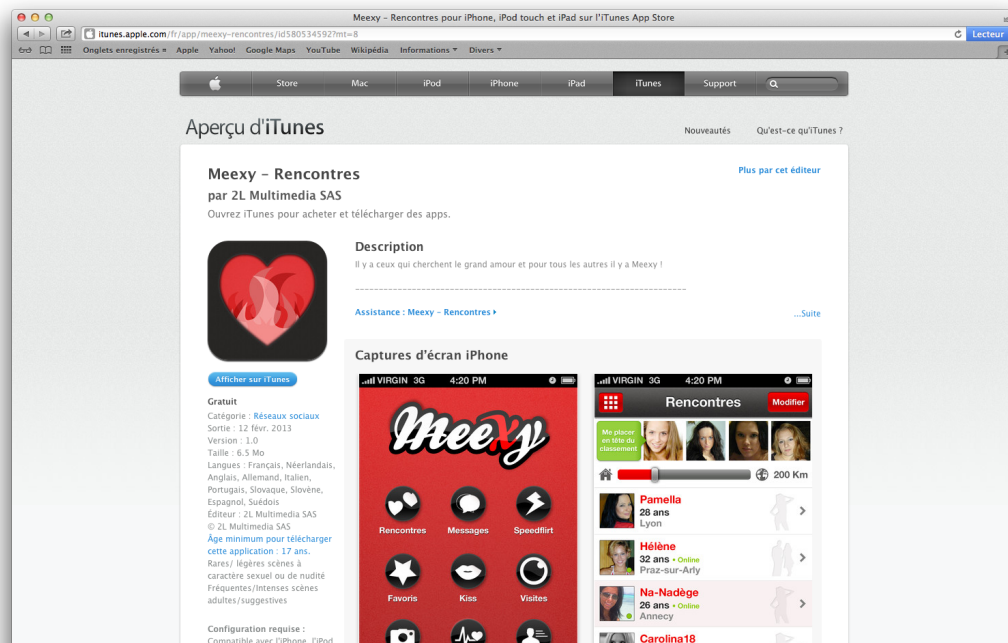 Meexy – Rencontres pour iPhone, iPod touch et iPad sur l'iTunes App Store
itunes.apple.com/fr/app/meexy-rencontres/id580534592?mt=8
Lecteur
Onglets enregistrés Apple Yahoo! Google Maps YouTube Wikipédia Informations Divers
Store Mac iPod iPhone iPad iTunes Support
Aperçu d'iTunes
Nouveautés Qu'est-ce qu'iTunes ?
Meexy – Rencontres
Plus par cet éditeur
par 2L Multimedia SAS
Ouvrez iTunes pour acheter et télécharger des apps.
Description
Il y a ceux qui cherchent le grand amour et pour tous les autres il y a Meexy !
----------------------------------------------------------------------
Assistance : Meexy – Rencontres
...Suite
Afficher sur iTunes
Gratuit
Catégorie : Réseaux sociaux
Sortie : 12 févr. 2013
Version : 1.0
Taille : 6.5 Mo
Langues : Français, Néerlandais,
Anglais, Allemand, Italien,
Portugais, Slovaque, Slovène,
Espagnol, Suédois
Éditeur : 2L Multimedia SAS
© 2L Multimedia SAS
Âge minimum pour télécharger
cette application : 17 ans.
Rares/ légères scènes à
caractère sexuel ou de nudité
Fréquentes/Intenses scènes
adultes/suggestives
Configuration requise :
Compatible avec l'iPhone, l'iPod
Captures d'écran iPhone
VIRGIN 3G 4:20 PM
Meexy
Rencontres Messages Speedflirt
Favoris Kiss Visites
VIRGIN 3G 4:20 PM
Rencontres
Modifier
Me placer
en tête du
classement
200 Km
Pamella
28 ans
Lyon
Hélène
32 ans • Online
Praz-sur-Arly
Na-Nadège
26 ans • Online
Annecy
Carolina18